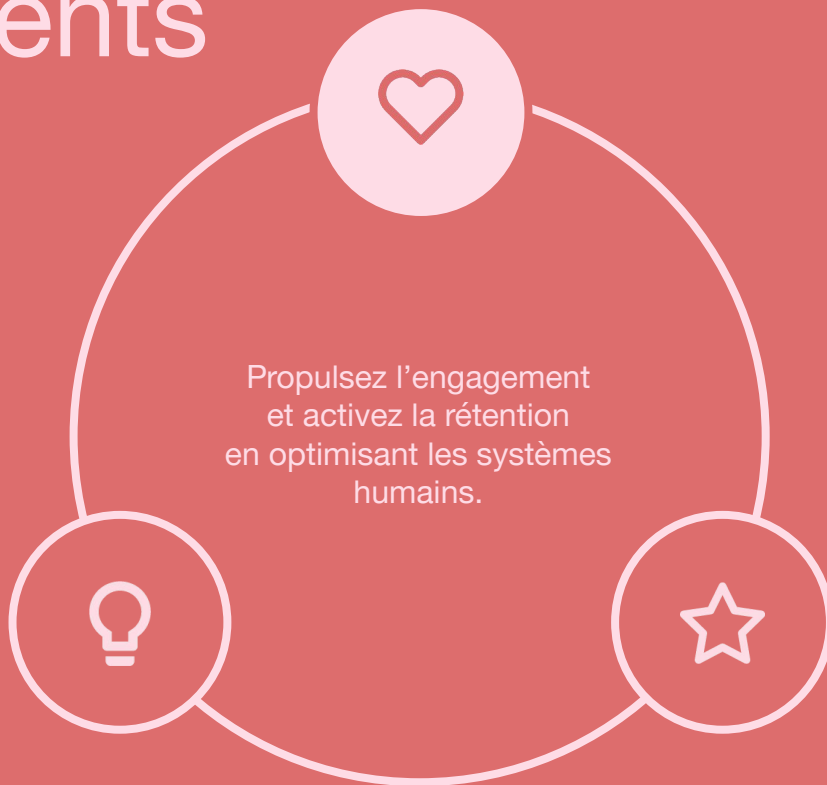 ents
Propulsez l’engagement
et activez la rétention
en optimisant les systèmes
humains.